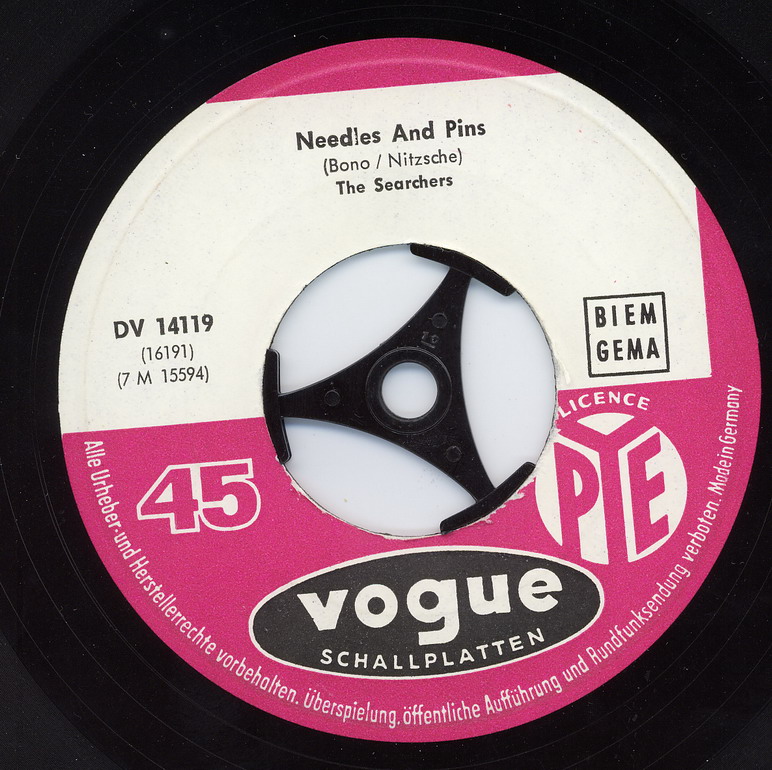 Needles And Pins
(Bono / Nitzsche)
The Searchers
DV 14119
(16191)
(7 M 15594)
BIEM
GEMA
45
LICENCE
PYE
vogue
SCHALLPLATTEN
Alle Urheber-und Herstellerrechte vorbehalten. Überspielung, öffentliche Aufführung und Rundfunksendung verboten. Made in Germany